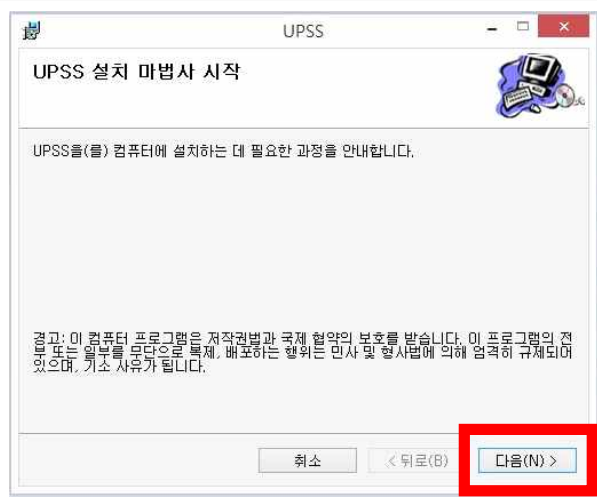 UPSS
UPSS 설치 마법사 시작
UPSS을(를) 컴퓨터에 설치하는 데 필요한 과정을 안내합니다.
경고: 이 컴퓨터 프로그램은 저작권법과 국제 협약의 보호를 받습니다. 이 프로그램의 전
부 또는 일부를 무단으로 복제, 배포하는 행위는 민사 및 형사법에 의해 엄격히 규제되어
있으며, 기소 사유가 됩니다.
취소 < 뒤로(B) 다음(N) >